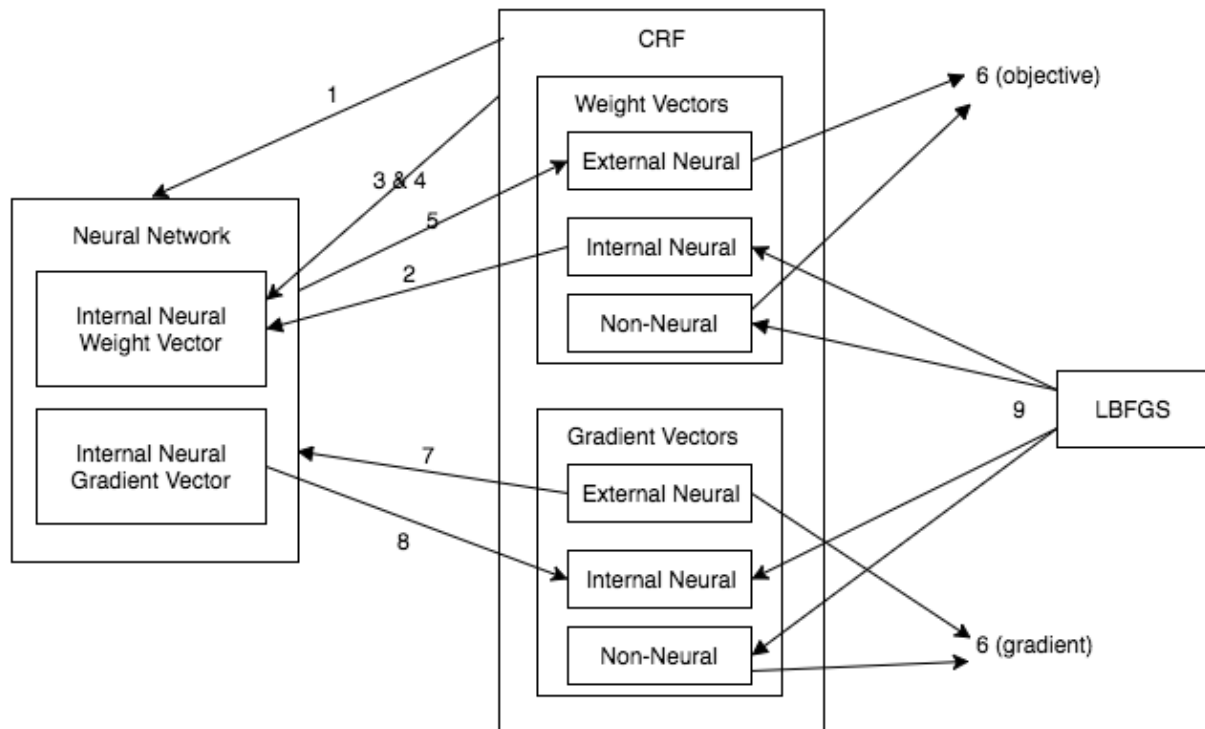 CRF
6 (objective)
1
Weight Vectors
External Neural
3 & 4
5
Neural Network
Internal Neural
2
Internal Neural
Weight Vector
Non-Neural
9
LBFGS
Gradient Vectors
7
Internal Neural
Gradient Vector
External Neural
8
Internal Neural
6 (gradient)
Non-Neural